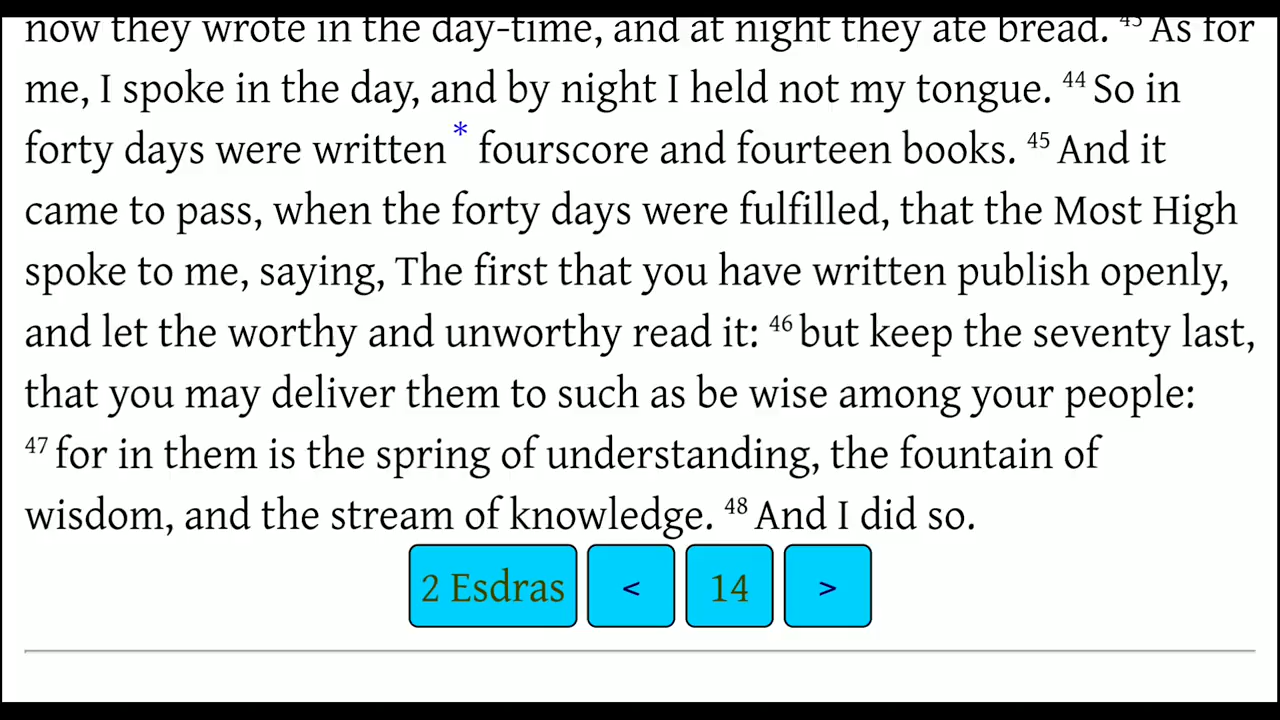 now they wrote in the day-time, and at night they ate bread. 43 As for
me, I spoke in the day, and by night I held not my tongue. 44 So in
forty days were written* fourscore and fourteen books. 45 And it
came to pass, when the forty days were fulfilled, that the Most High
spoke to me, saying, The first that you have written publish openly,
and let the worthy and unworthy read it: 46 but keep the seventy last,
that you may deliver them to such as be wise among your people:
47 for in them is the spring of understanding, the fountain of
wisdom, and the stream of knowledge. 48 And I did so.
2 Esdras < 14 >